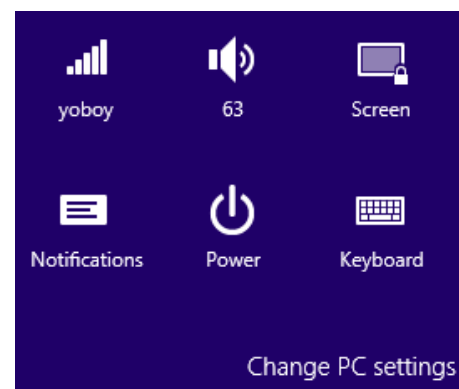 yoboy 63 Screen
Notifications Power Keyboard
Change PC settings